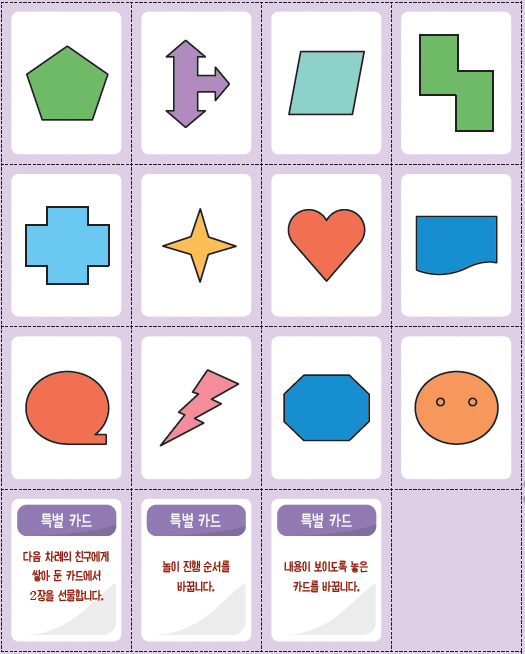 특별 카드
다음 차례의 친구에게
쌓아 둔 카드에서
2장을 선물합니다.
특별 카드
놀이 진행 순서를
바꿉니다.
특별 카드
내용이 보이도록 놓은
카드를 바꿉니다.